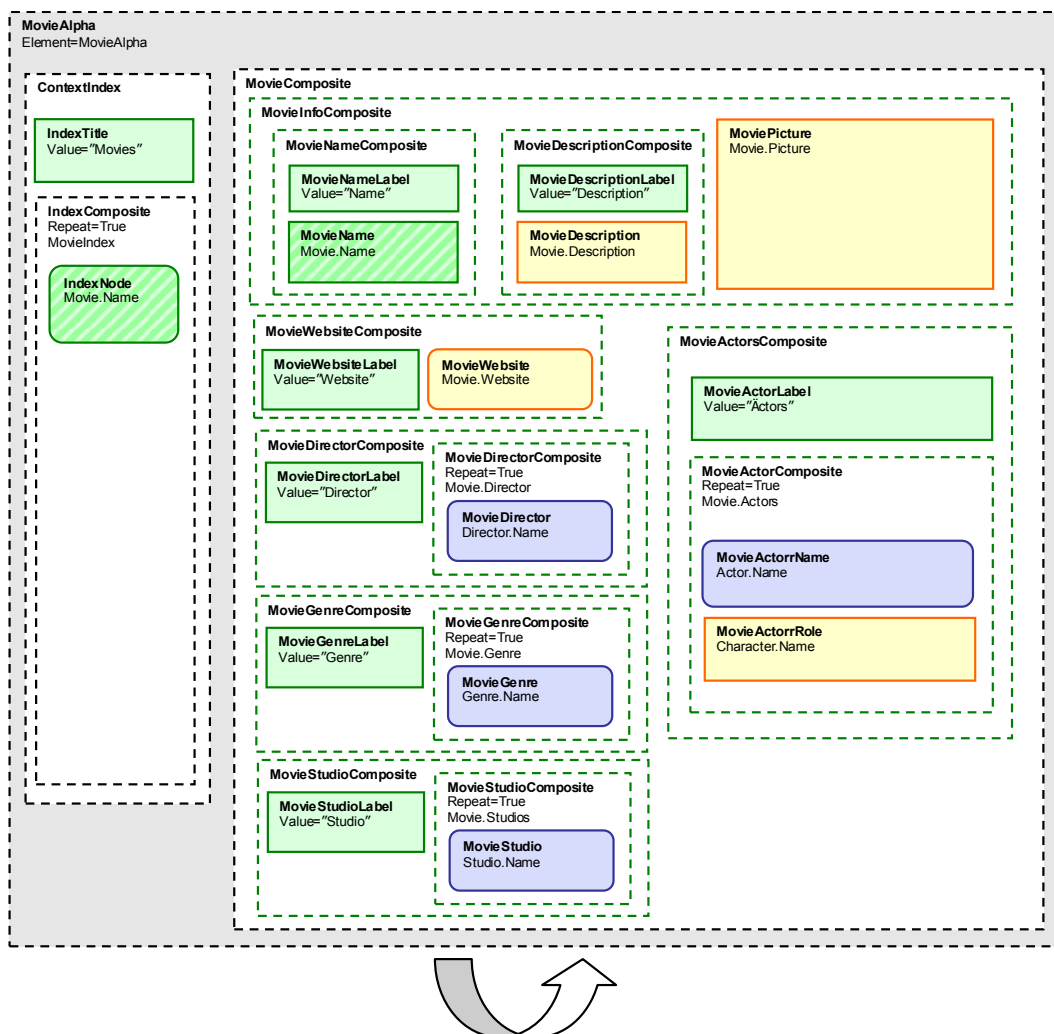 MovieAlpha
Element=MovieAlpha
ContextIndex
IndexTitle
Value="Movies"
IndexComposite
Repeat=True
MovieIndex
IndexNode
Movie.Name
MovieComposite
MovieInfoComposite
MovieNameComposite
MovieNameLabel
Value="Name"
MovieName
Movie.Name
MovieDescriptionComposite
MovieDescriptionLabel
Value="Description"
MovieDescription
Movie.Description
MoviePicture
Movie.Picture
MovieWebsiteComposite
MovieWebsiteLabel
Value="Website"
MovieWebsite
Movie.Website
MovieDirectorComposite
MovieDirectorLabel
Value="Director"
MovieDirectorComposite
Repeat=True
Movie.Director
MovieDirector
Director.Name
MovieGenreComposite
MovieGenreLabel
Value="Genre"
MovieGenreComposite
Repeat=True
Movie.Genre
MovieGenre
Genre.Name
MovieStudioComposite
MovieStudioLabel
Value="Studio"
MovieStudioComposite
Repeat=True
Movie.Studios
MovieStudio
Studio.Name
MovieActorsComposite
MovieActorLabel
Value="Äctors"
MovieActorComposite
Repeat=True
Movie.Actors
MovieActorrName
Actor.Name
MovieActorrRole
Character.Name